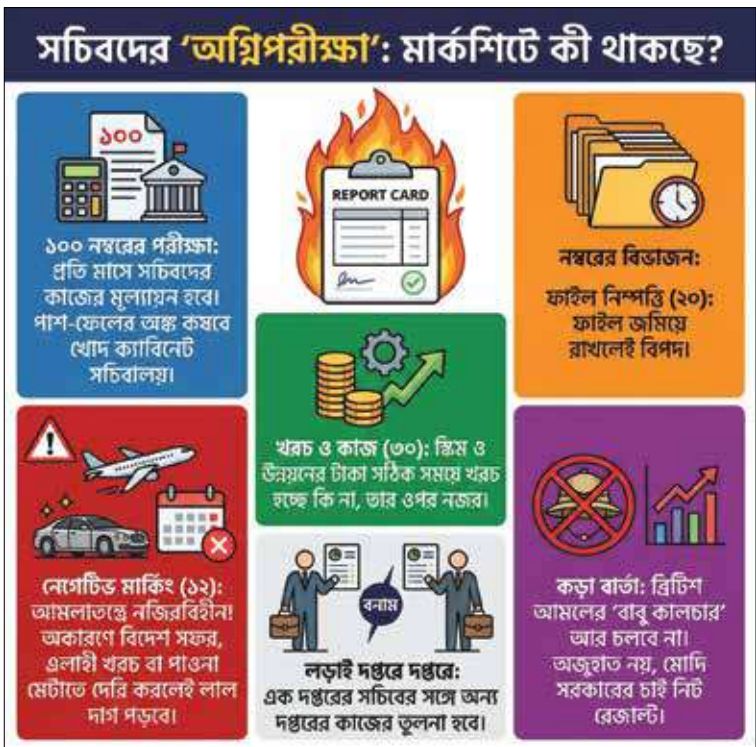 সচিবদের ‘অগ্নিপরীক্ষা’: মার্কশিটে কী থাকছে?
১০০
১০০ নম্বরের পরীক্ষা:
প্রতি মাসে সচিবদের
কাজের মূল্যায়ন হবে।
পাশ-ফেলের অঙ্ক কষবে
খোদ ক্যাবিনেট
সচিবালয়।
REPORT CARD
নম্বরের বিভাজন:
ফাইল নিষ্পত্তি (২০):
ফাইল জমিয়ে
রাখলেই বিপদ।
খরচ ও কাজ (৩০): স্কিম ও
উন্নয়নের টাকা সঠিক সময়ে খরচ
হচ্ছে কি না, তার ওপর নজর।
নেগেটিভ মার্কিং (১২):
আমলাতন্ত্রে নজিরবিহীন!
অকারণে বিদেশ সফর,
এলাহী খরচ বা পাওনা
মেটাতে দেরি করলেই লাল
দাগ পড়বে।
বনাম
লড়াই দপ্তরে দপ্তরে:
এক দপ্তরের সচিবের সঙ্গে অন্য
দপ্তরের কাজের তুলনা হবে।
কড়া বার্তা: ব্রিটিশ
আমলের ‘বাবু কালচার’
আর চলবে না।
অজুহাত নয়, মোদি
সরকারের চাই নিট
রেজাল্ট।